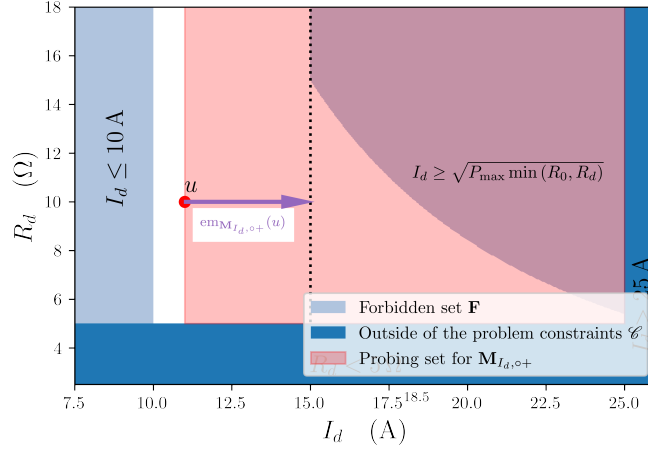 18
16
14
12
10
8
6
4
R_d (Ω)
I_d ≤ 10 A
u
em_{M_{I_d,∘+}}(u)
I_d ≥ √(P_max min (R_0, R_d))
Forbidden set F
Outside of the problem constraints 𝒞
Probing set for M_{I_d,∘+}
7.5 10.0 12.5 15.0 17.5 18.5 20.0 22.5 25.0
I_d (A)